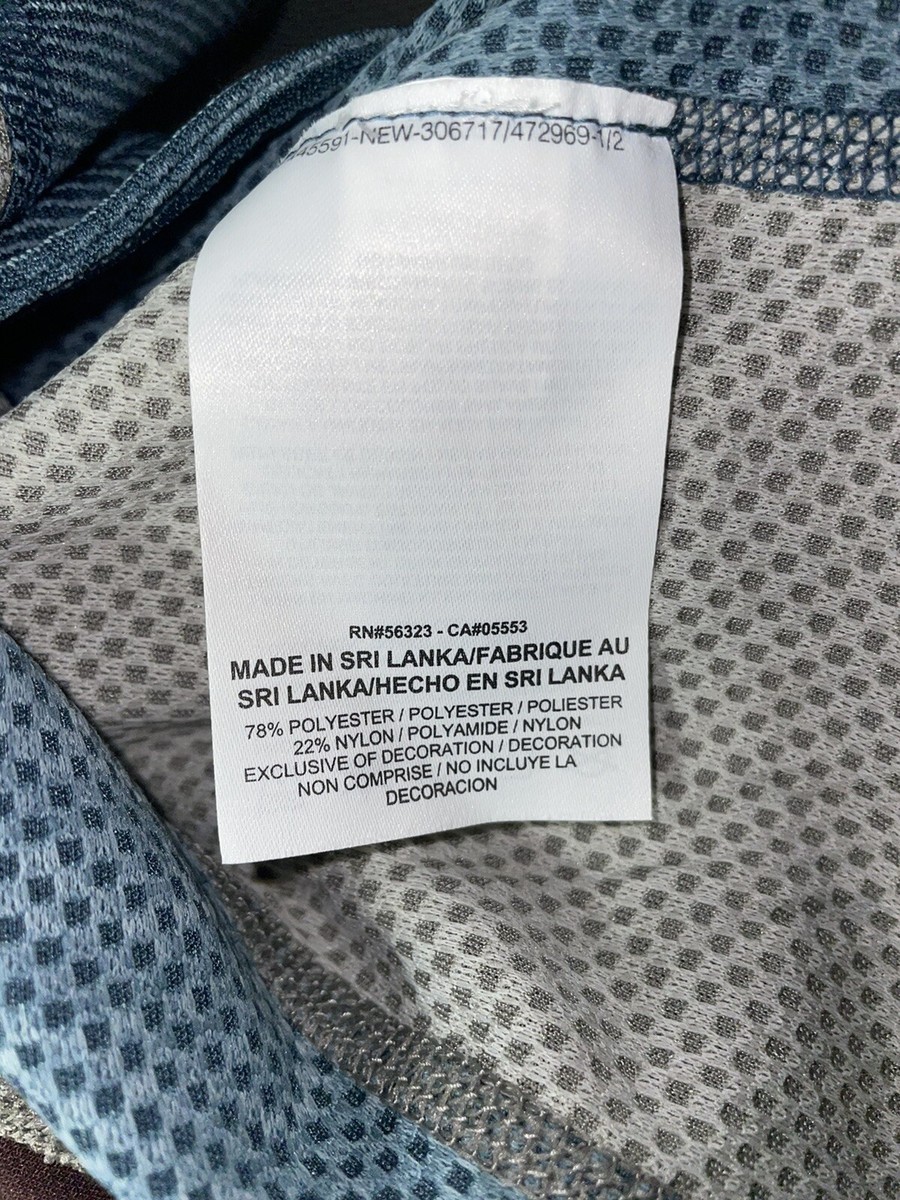 45591-NEW-306717/472969-1/2
RN#56323 - CA#05553
MADE IN SRI LANKA/FABRIQUE AU
SRI LANKA/HECHO EN SRI LANKA
78% POLYESTER / POLYESTER / POLIESTER
22% NYLON / POLYAMIDE / NYLON
EXCLUSIVE OF DECORATION / DECORATION
NON COMPRISE / NO INCLUYE LA
DECORACION